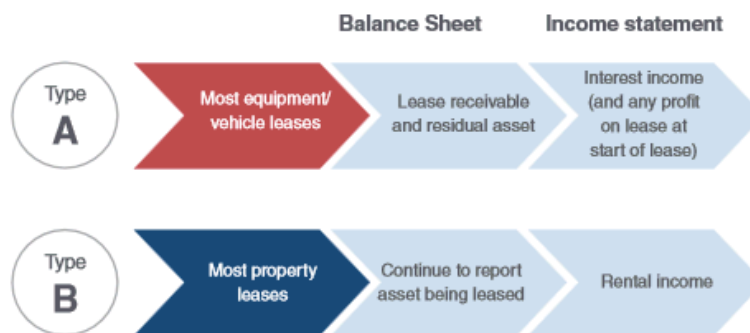 Balance Sheet
Income statement
Type
A
Most equipment/
vehicle leases
Lease receivable
and residual asset
Interest income
(and any profit
on lease at
start of lease)
Type
B
Most property
leases
Continue to report
asset being leased
Rental income